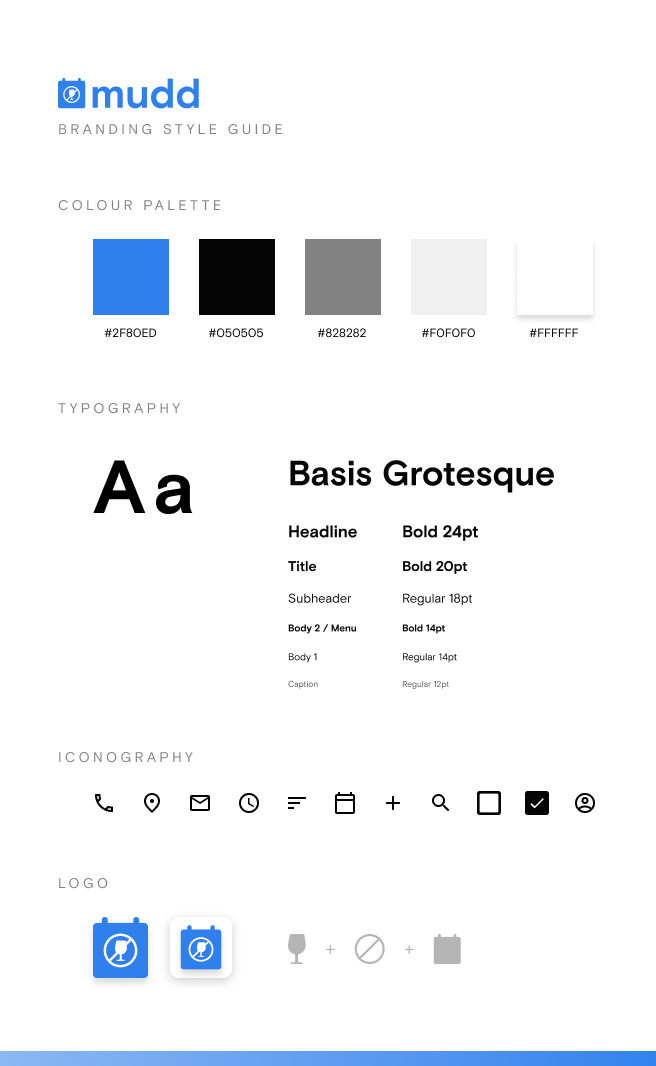 mudd
BRANDING STYLE GUIDE
COLOUR PALETTE
#2F80ED #050505 #828282 #F0F0F0 #FFFFFF
TYPOGRAPHY
Aa
Basis Grotesque
Headline Bold 24pt
Title Bold 20pt
Subheader Regular 18pt
Body 2 / Menu Bold 14pt
Body 1 Regular 14pt
Caption Regular 12pt
ICONOGRAPHY
LOGO
+ +